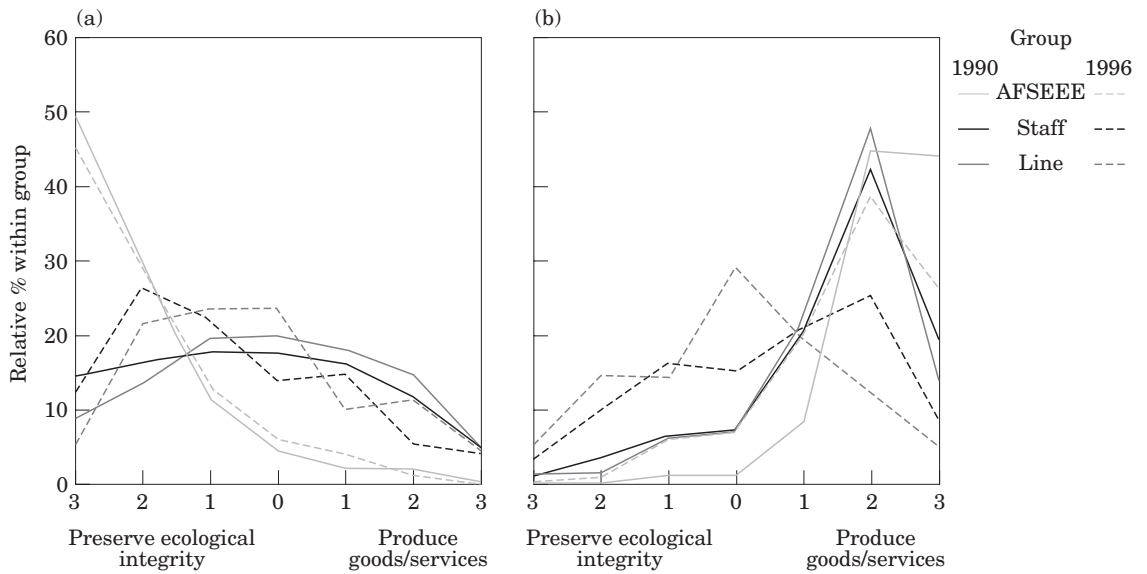 (a)
(b)
Relative % within group
60
50
40
30
20
10
0
3 2 1 0 1 2 3
Preserve ecological
integrity
Produce
goods/services
3 2 1 0 1 2 3
Preserve ecological
integrity
Produce
goods/services
Group
1990 1996
AFSEEE
Staff
Line